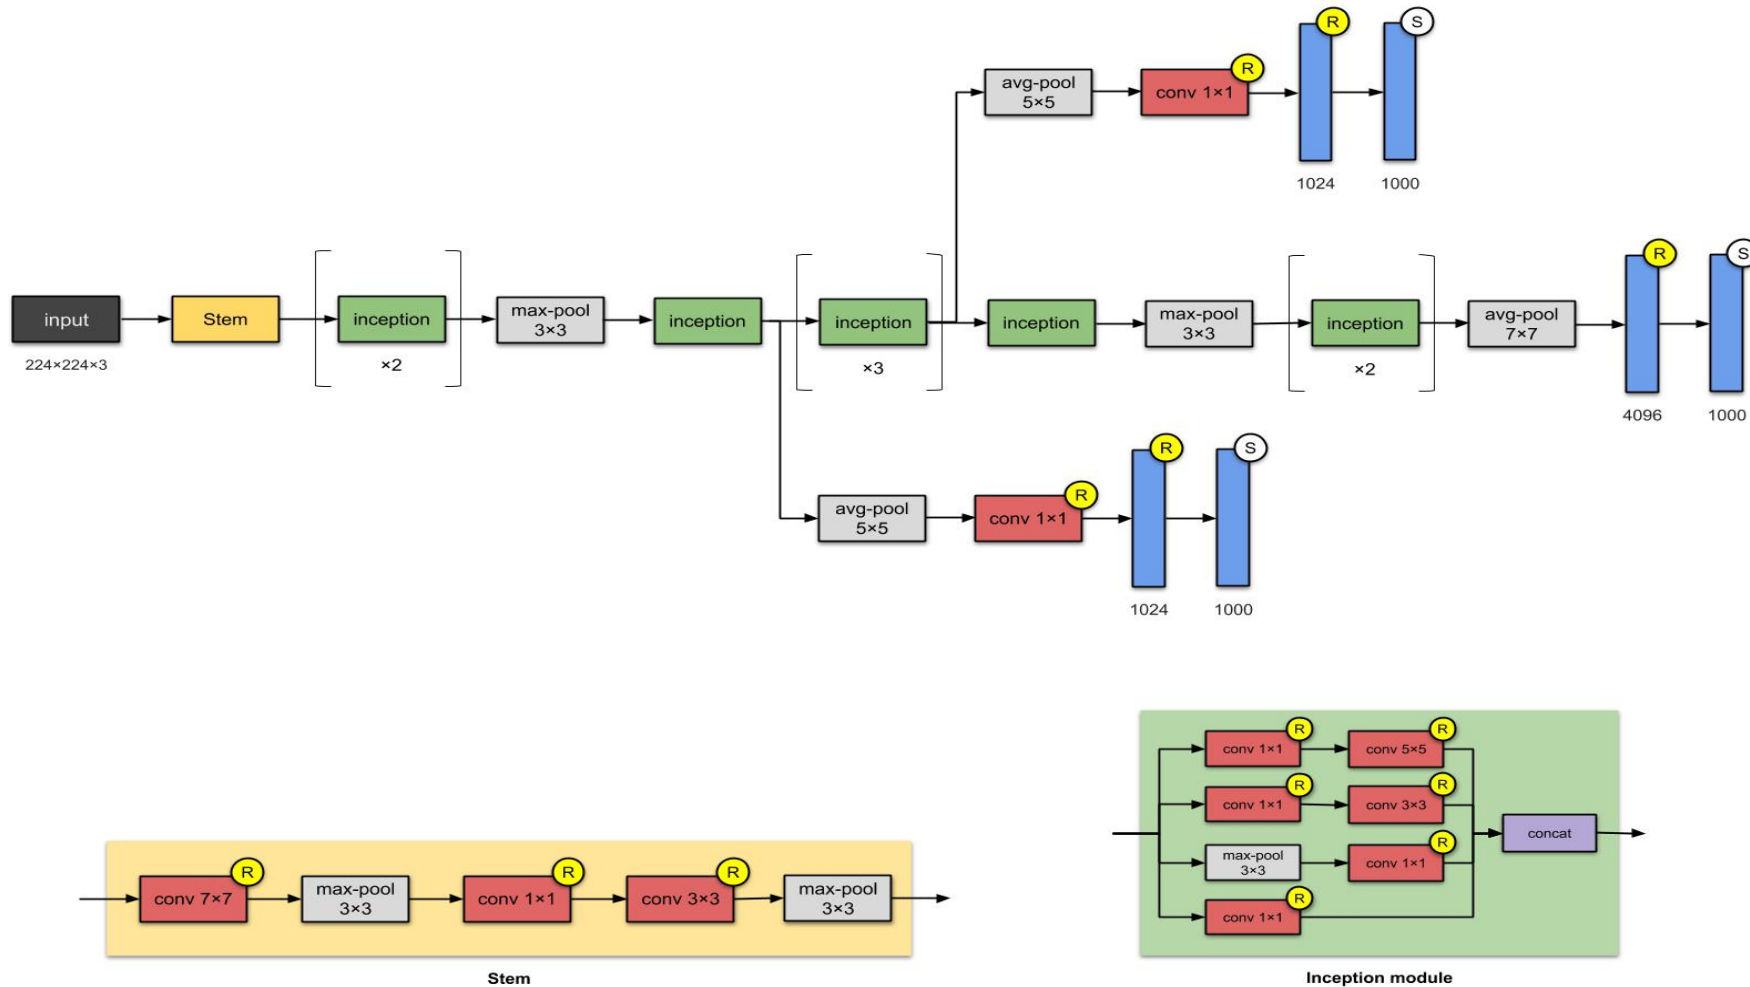 R
S
avg-pool
5×5
R
conv 1×1
1024
1000
input
224×224×3
Stem
inception
×2
max-pool
3×3
inception
inception
×3
inception
max-pool
3×3
inception
×2
avg-pool
7×7
R
S
4096
1000
avg-pool
5×5
R
conv 1×1
R
S
1024
1000
R
conv 7×7
max-pool
3×3
R
conv 1×1
R
conv 3×3
max-pool
3×3
Stem
R
conv 1×1
R
conv 5×5
R
conv 1×1
R
conv 3×3
max-pool
3×3
R
conv 1×1
R
conv 1×1
concat
Inception module